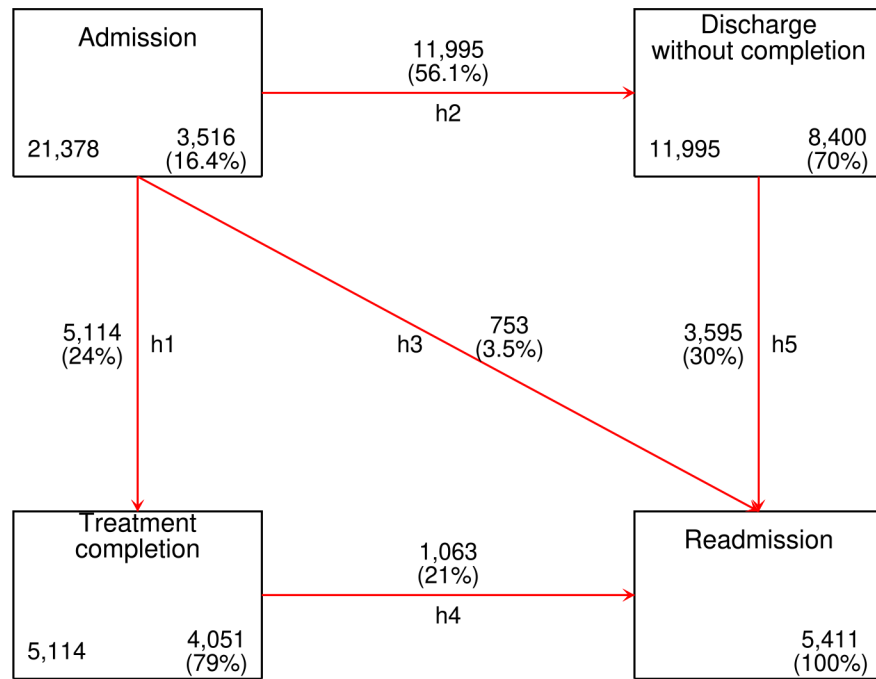 Admission
21,378
3,516
(16.4%)
11,995
(56.1%)
h2
Discharge
without completion
11,995
8,400
(70%)
5,114
(24%)
h1
h3
753
(3.5%)
3,595
(30%)
h5
Treatment
completion
5,114
4,051
(79%)
1,063
(21%)
h4
Readmission
5,411
(100%)